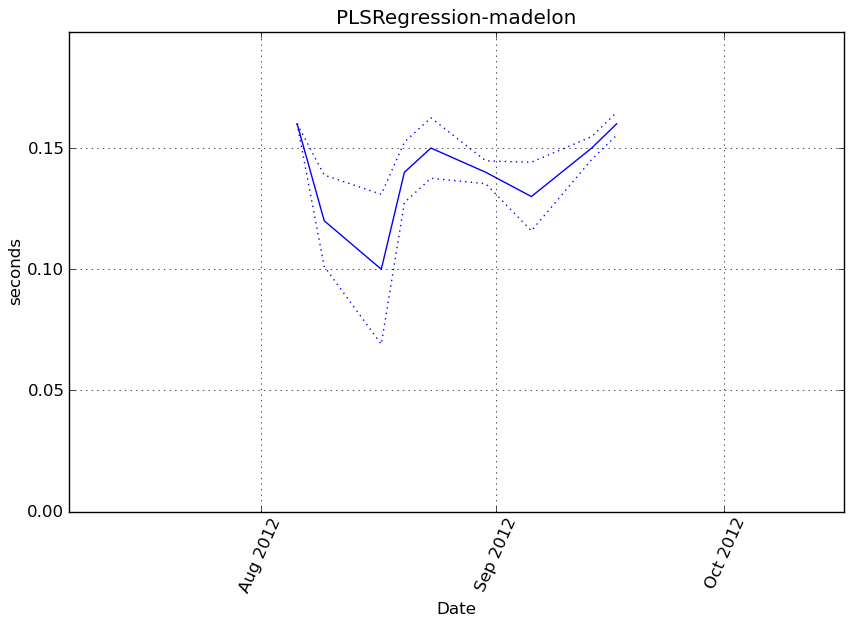 PLSRegression-madelon
seconds
0.15
0.10
0.05
0.00
Aug 2012
Sep 2012
Oct 2012
Date